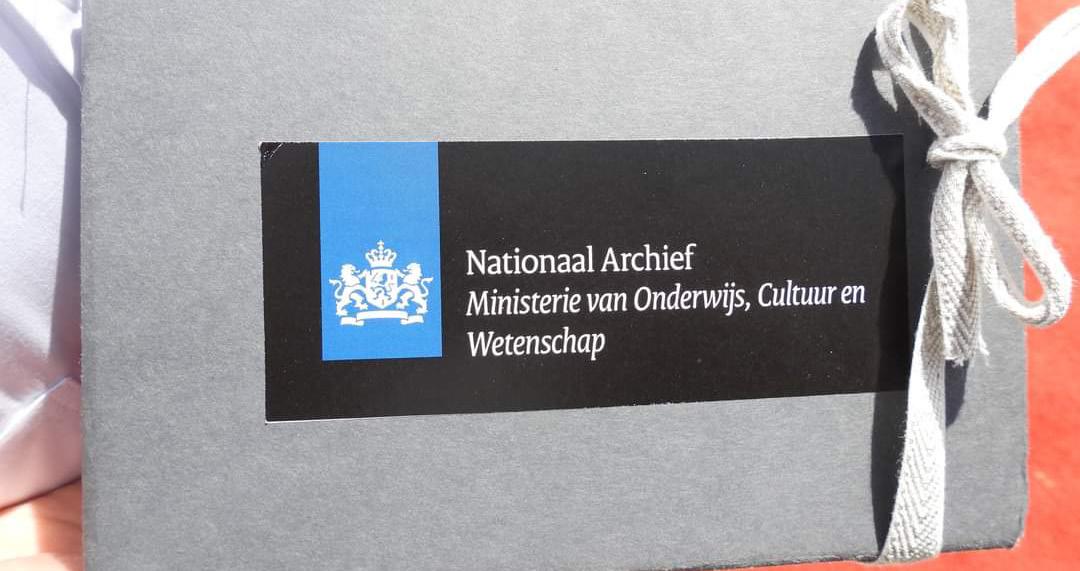 Nationaal Archief
Ministerie van Onderwijs, Cultuur en
Wetenschap